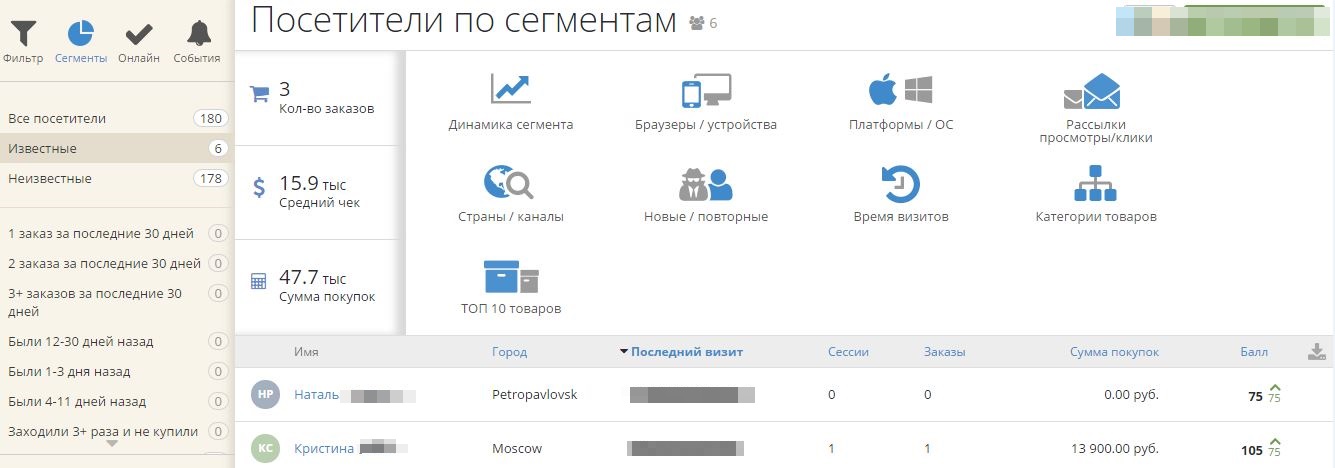 Посетители по сегментам 6
Фильтр Сегменты Онлайн События
Все посетители 180
Известные 6
Неизвестные 178
1 заказ за последние 30 дней 0
2 заказа за последние 30 дней 0
3+ заказов за последние 30 0
дней
Были 12-30 дней назад 0
Были 1-3 дня назад 0
Были 4-11 дней назад 0
Заходили 3+ раза и не купили 0
3
Кол-во заказов
15.9 тыс
Средний чек
47.7 тыс
Сумма покупок
Динамика сегмента
Браузеры / устройства
Платформы / ОС
Рассылки
просмотры/клики
Страны / каналы
Новые / повторные
Время визитов
Категории товаров
ТОП 10 товаров
Имя Город Последний визит Сессии Заказы Сумма покупок Балл
НР Наталь Petropavlovsk 0 0 0.00 руб. 75 75
КС Кристина Moscow 1 1 13 900.00 руб. 105 75